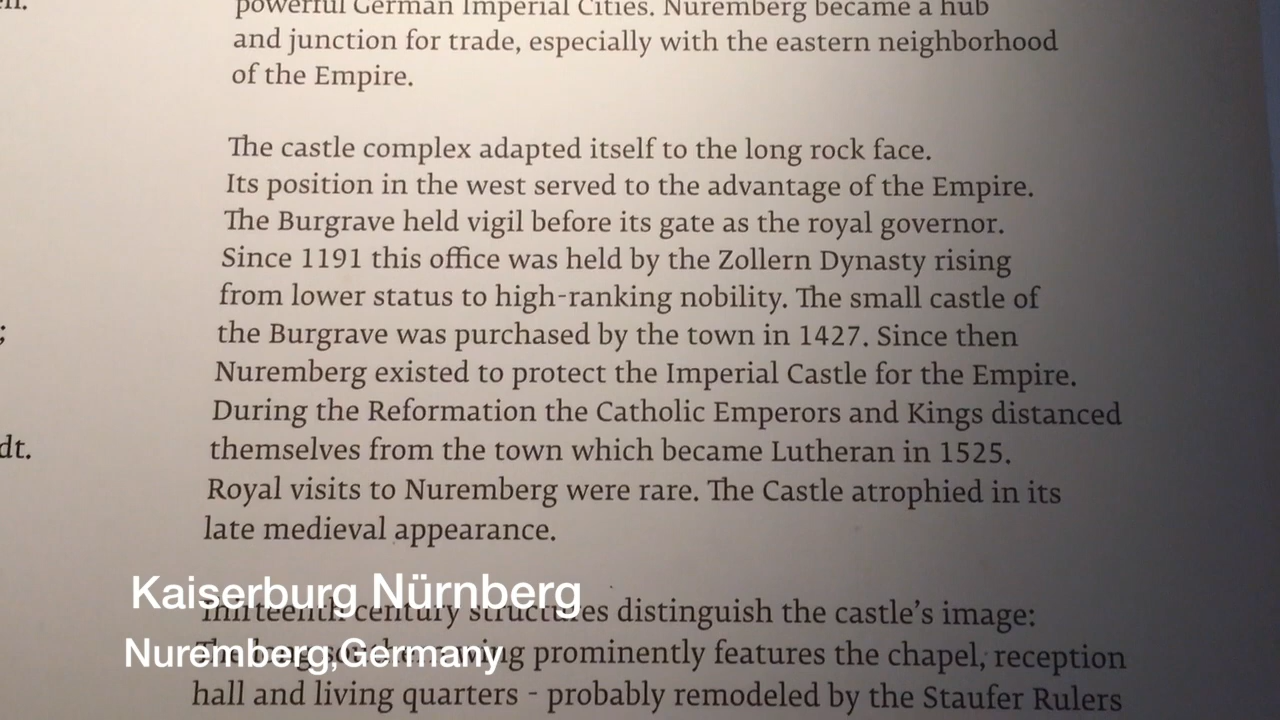 en.
powerful German Imperial Cities. Nuremberg became a hub
and junction for trade, especially with the eastern neighborhood
of the Empire.
The castle complex adapted itself to the long rock face.
Its position in the west served to the advantage of the Empire.
The Burgrave held vigil before its gate as the royal governor.
Since 1191 this office was held by the Zollern Dynasty rising
from lower status to high-ranking nobility. The small castle of
;
the Burgrave was purchased by the town in 1427. Since then
Nuremberg existed to protect the Imperial Castle for the Empire.
During the Reformation the Catholic Emperors and Kings distanced
dt.
themselves from the town which became Lutheran in 1525.
Royal visits to Nuremberg were rare. The Castle atrophied in its
late medieval appearance.
Kaiserburg Nürnberg
century structures distinguish the castle's image:
Nuremberg,Germany
The long wing prominently features the chapel, reception
hall and living quarters - probably remodeled by the Staufer Rulers